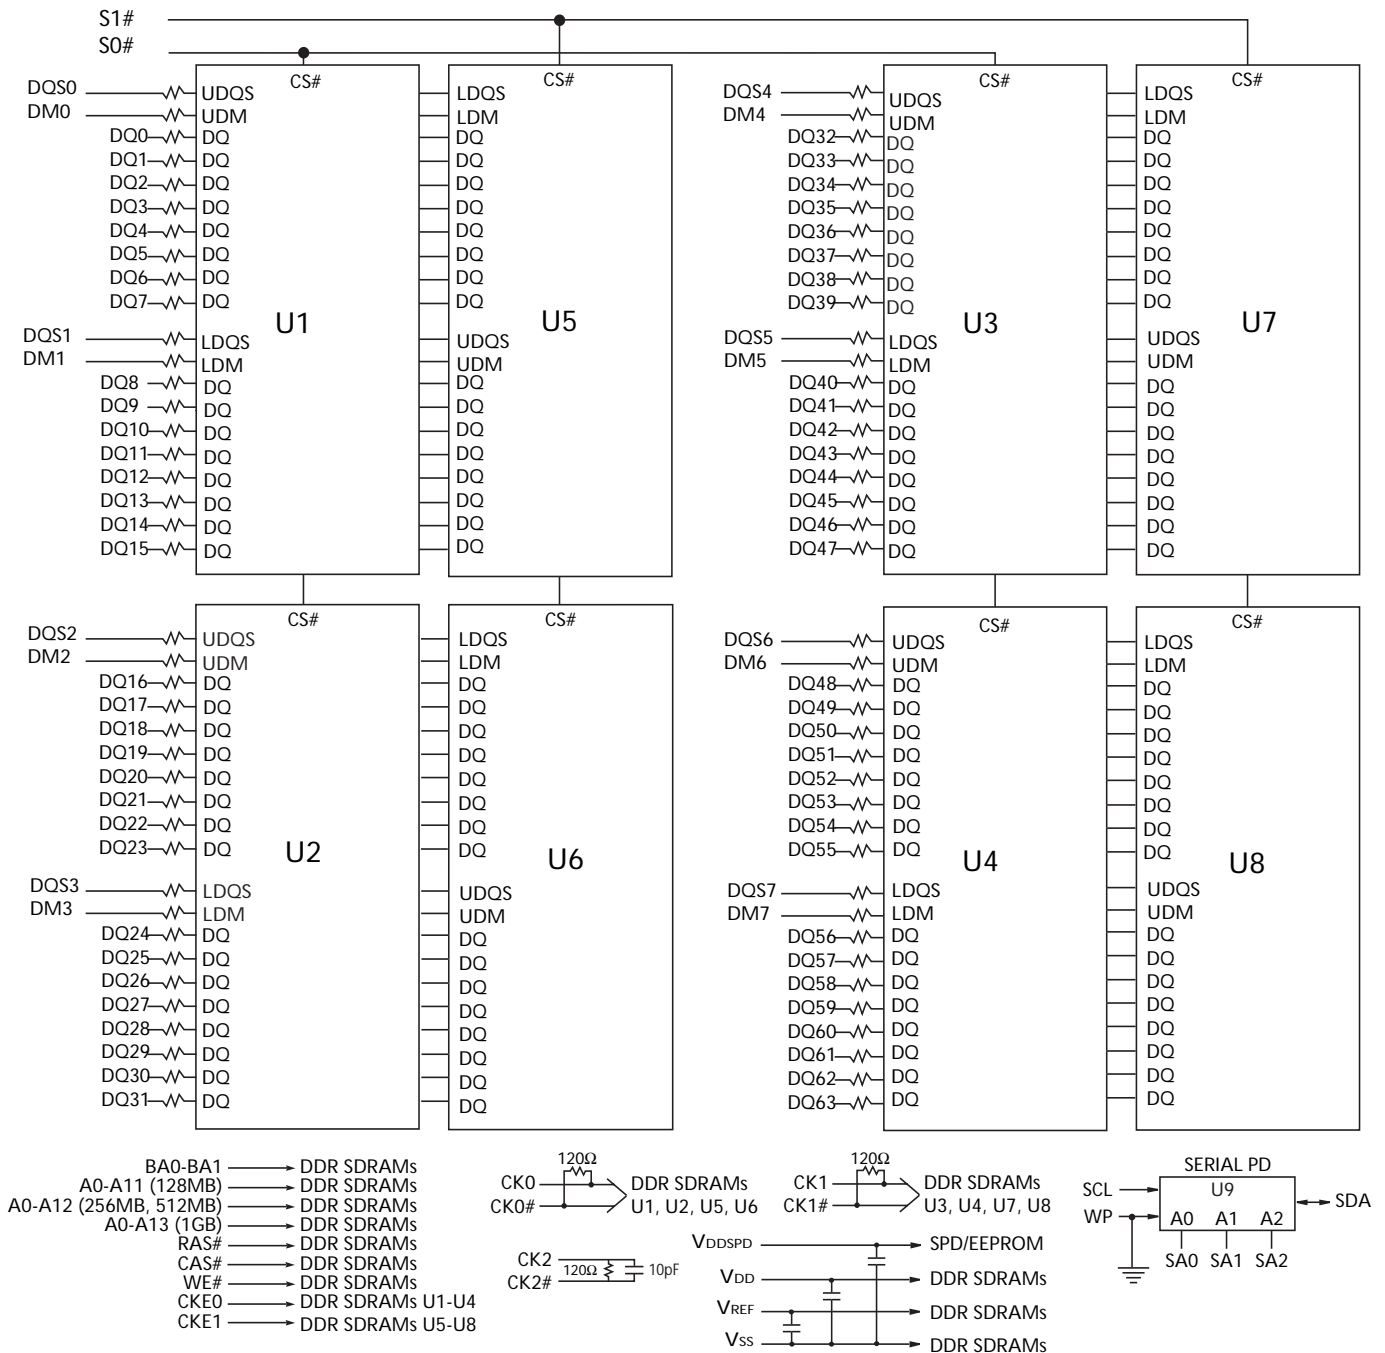 S1#
S0#
CS# CS# CS# CS#
DQS0 UDQS LDQS DQS4 UDQS LDQS
DM0 UDM LDM DM4 UDM LDM
DQ0 DQ DQ DQ32 DQ DQ
DQ1 DQ DQ DQ33 DQ DQ
DQ2 DQ DQ DQ34 DQ DQ
DQ3 DQ DQ DQ35 DQ DQ
DQ4 DQ DQ DQ36 DQ DQ
DQ5 DQ DQ DQ37 DQ DQ
DQ6 DQ DQ DQ38 DQ DQ
DQ7 DQ DQ DQ39 DQ DQ
U1 U5 U3 U7
DQS1 LDQS UDQS DQS5 LDQS UDQS
DM1 LDM UDM DM5 LDM UDM
DQ8 DQ DQ DQ40 DQ DQ
DQ9 DQ DQ DQ41 DQ DQ
DQ10 DQ DQ DQ42 DQ DQ
DQ11 DQ DQ DQ43 DQ DQ
DQ12 DQ DQ DQ44 DQ DQ
DQ13 DQ DQ DQ45 DQ DQ
DQ14 DQ DQ DQ46 DQ DQ
DQ15 DQ DQ DQ47 DQ DQ
CS# CS# CS# CS#
DQS2 UDQS LDQS DQS6 UDQS LDQS
DM2 UDM LDM DM6 UDM LDM
DQ16 DQ DQ DQ48 DQ DQ
DQ17 DQ DQ DQ49 DQ DQ
DQ18 DQ DQ DQ50 DQ DQ
DQ19 DQ DQ DQ51 DQ DQ
DQ20 DQ DQ DQ52 DQ DQ
DQ21 DQ DQ DQ53 DQ DQ
DQ22 DQ DQ DQ54 DQ DQ
DQ23 DQ DQ DQ55 DQ DQ
U2 U6 U4 U8
DQS3 LDQS UDQS DQS7 LDQS UDQS
DM3 LDM UDM DM7 LDM UDM
DQ24 DQ DQ DQ56 DQ DQ
DQ25 DQ DQ DQ57 DQ DQ
DQ26 DQ DQ DQ58 DQ DQ
DQ27 DQ DQ DQ59 DQ DQ
DQ28 DQ DQ DQ60 DQ DQ
DQ29 DQ DQ DQ61 DQ DQ
DQ30 DQ DQ DQ62 DQ DQ
DQ31 DQ DQ DQ63 DQ DQ
BA0-BA1 DDR SDRAMs
A0-A11 (128MB) DDR SDRAMs
A0-A12 (256MB, 512MB) DDR SDRAMs
A0-A13 (1GB) DDR SDRAMs
RAS# DDR SDRAMs
CAS# DDR SDRAMs
WE# DDR SDRAMs
CKE0 DDR SDRAMs U1-U4
CKE1 DDR SDRAMs U5-U8
120Ω
CK0 DDR SDRAMs
CK0# U1, U2, U5, U6
CK2
120Ω 10pF
CK2#
120Ω
CK1 DDR SDRAMs
CK1# U3, U4, U7, U8
VDDSPD SPD/EEPROM
VDD DDR SDRAMs
VREF DDR SDRAMs
VSS DDR SDRAMs
SERIAL PD
SCL U9 SDA
WP A0 A1 A2
SA0 SA1 SA2